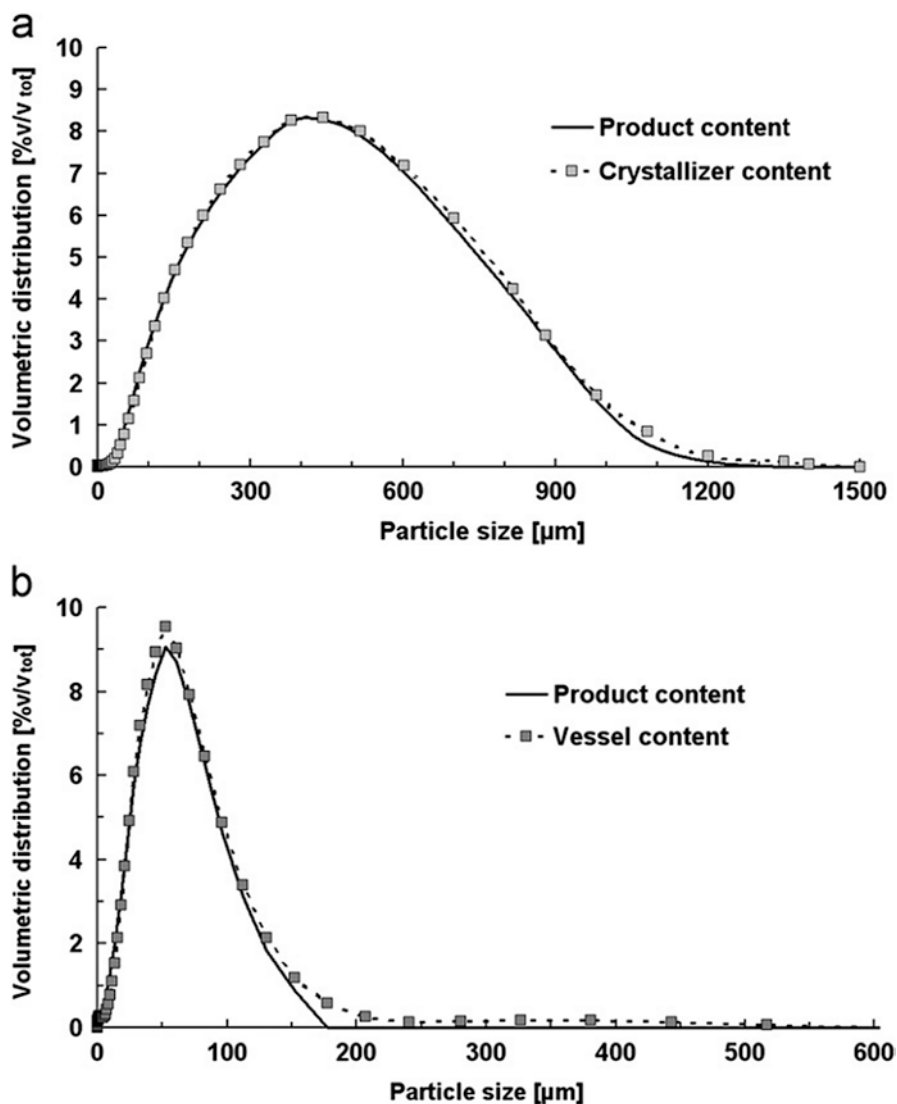 a
10
9
8
7
6
5
4
3
2
1
0
Volumetric distribution [%v/vtot]
Product content
Crystallizer content
0 300 600 900 1200 1500
Particle size [µm]
b
10
8
6
4
2
0
Volumetric distribution [%v/vtot]
Product content
Vessel content
0 100 200 300 400 500 600
Particle size [µm]